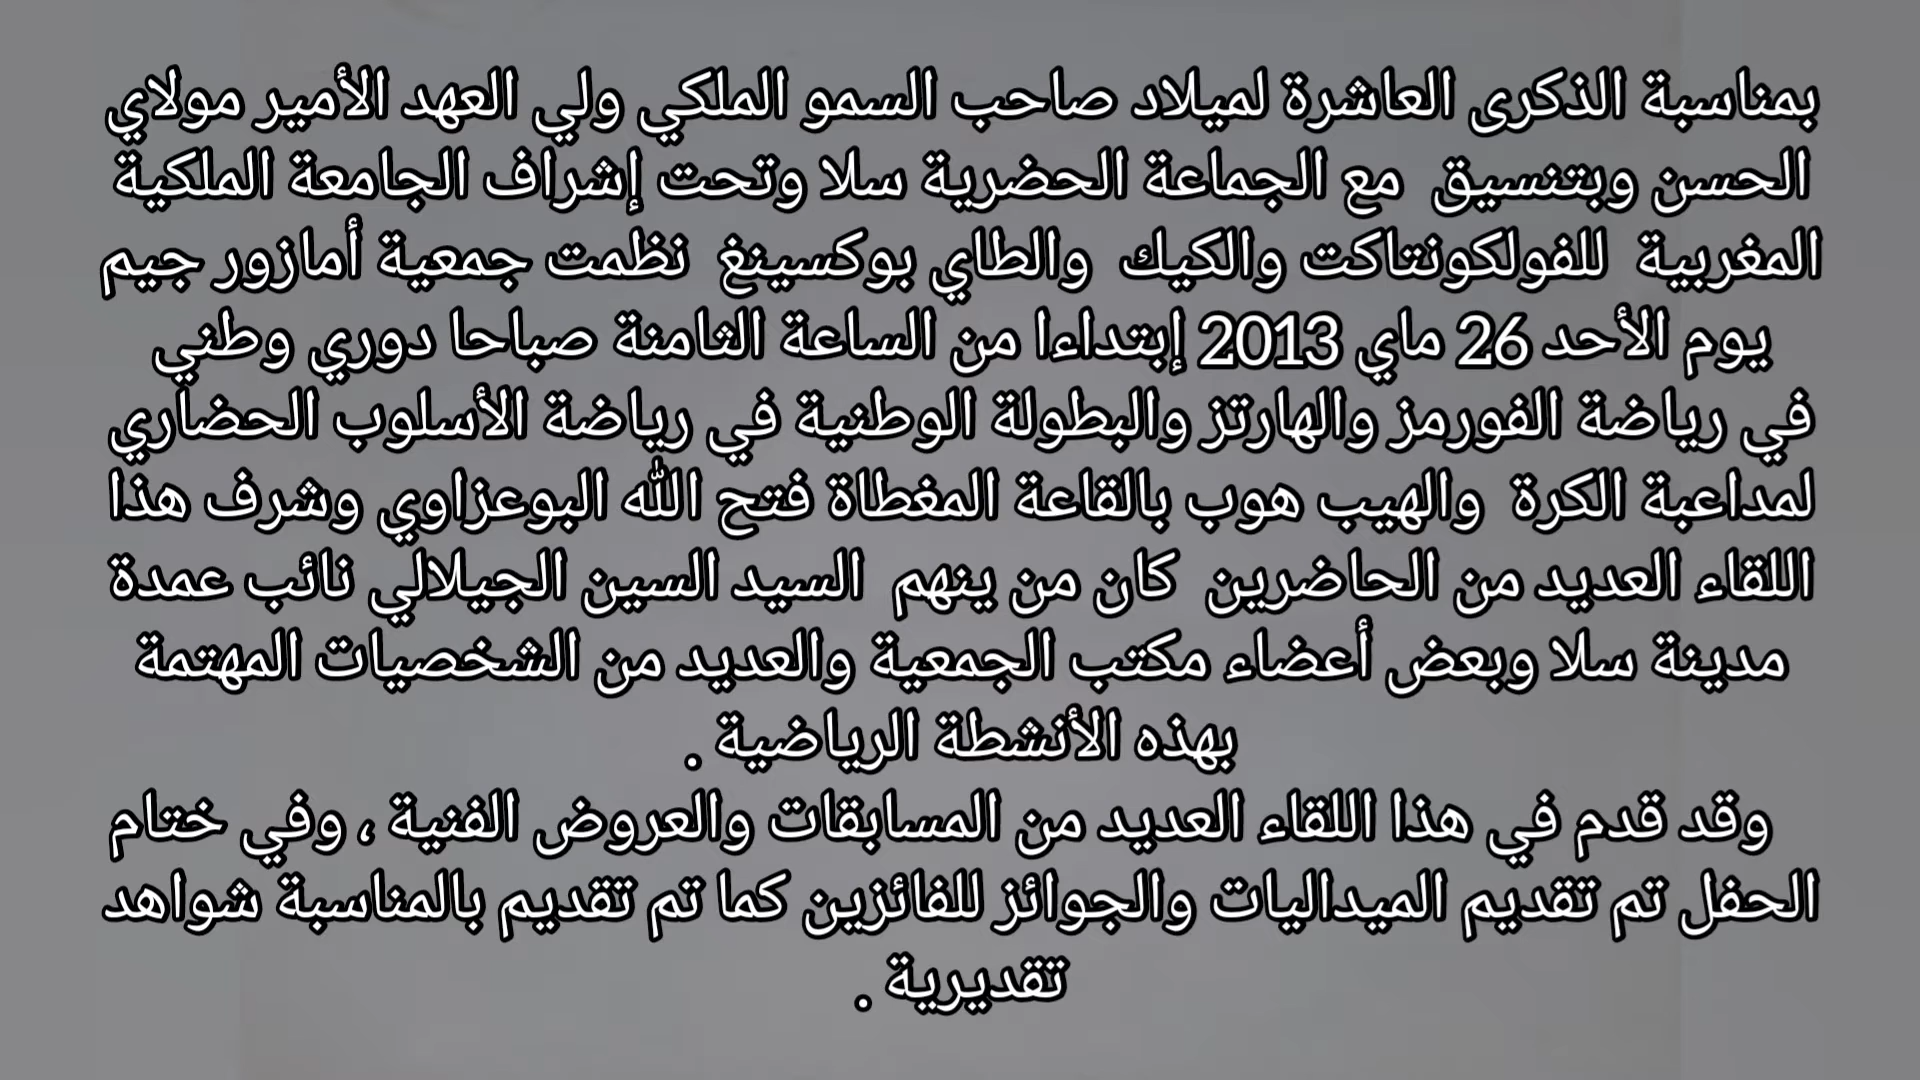 بمناسبة الذكرى العاشرة لميلاد صاحب السمو الملكي ولي العهد الأمير مولاي
الحسن وبتنسيق مع الجماعة الحضرية سلا وتحت إشراف الجامعة الملكية
المغربية للفولكونتاكت والكيك والطاي بوكسينغ نظمت جمعية أمازور جيم
يوم الأحد 26 ماي 2013 إبتداءا من الساعة الثامنة صباحا دوري وطني
في رياضة الفورمز والهارتز والبطولة الوطنية في رياضة الأسلوب الحضاري
لمداعبة الكرة والهيب هوب بالقاعة المغطاة فتح الله البوعزاوي وشرف هذا
اللقاء العديد من الحاضرين كان من ينهم السيد السين الجيلالي نائب عمدة
مدينة سلا وبعض أعضاء مكتب الجمعية والعديد من الشخصيات المهتمة
بهذه الأنشطة الرياضية .
وقد قدم في هذا اللقاء العديد من المسابقات والعروض الفنية ، وفي ختام
الحفل تم تقديم الميداليات والجوائز للفائزين كما تم تقديم بالمناسبة شواهد
تقديرية .